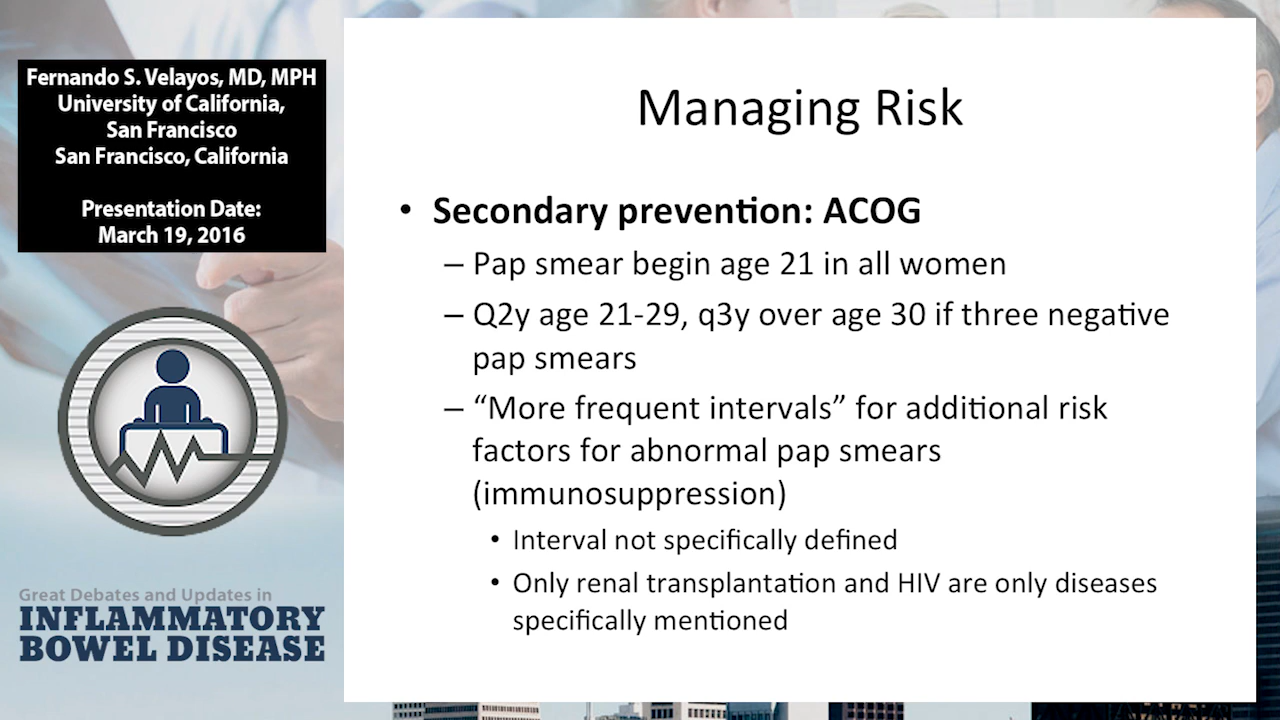 Fernando S. Velayos, MD, MPH
University of California,
San Francisco
San Francisco, California
Presentation Date:
March 19, 2016
Great Debates and Updates in
INFLAMMATORY
BOWEL DISEASE
Managing Risk
• Secondary prevention: ACOG
– Pap smear begin age 21 in all women
– Q2y age 21-29, q3y over age 30 if three negative
pap smears
– “More frequent intervals” for additional risk
factors for abnormal pap smears
(immunosuppression)
• Interval not specifically defined
• Only renal transplantation and HIV are only diseases
specifically mentioned